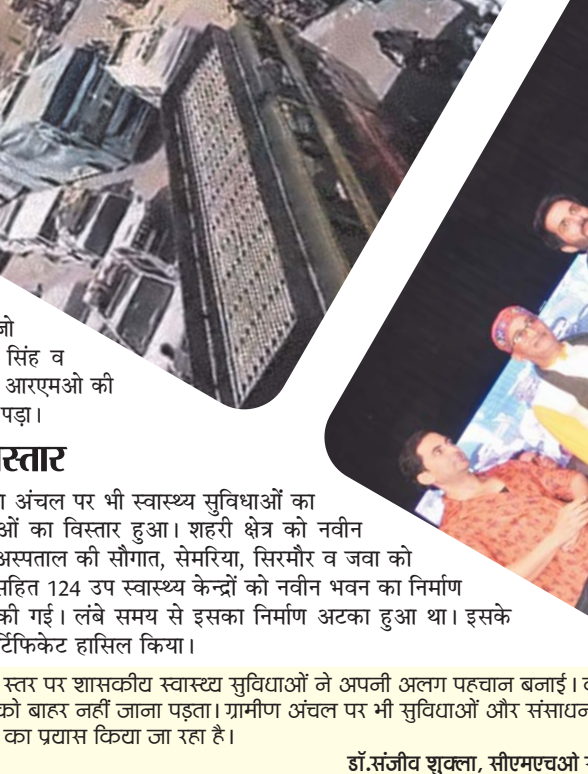 सिंह व
आरएमओ की
पड़ा।
अंचल पर भी स्वास्थ्य सुविधाओं का
का विस्तार हुआ। शहरी क्षेत्र को नवीन
अस्पताल की सौगात, सेमरिया, सिरमौर व जवा को
सहित 124 उप स्वास्थ्य केन्द्रों को नवीन भवन का निर्माण
की गई। लंबे समय से इसका निर्माण अटका हुआ था। इसके
हासिल किया।
स्तर पर शासकीय स्वास्थ्य सुविधाओं ने अपनी अलग पहचान बनाई।
को बाहर नहीं जाना पड़ता। ग्रामीण अंचल पर भी सुविधाओं और
का प्रयास किया जा रहा है।
डॉ.संजीव शुक्ला, सीएमएचओ